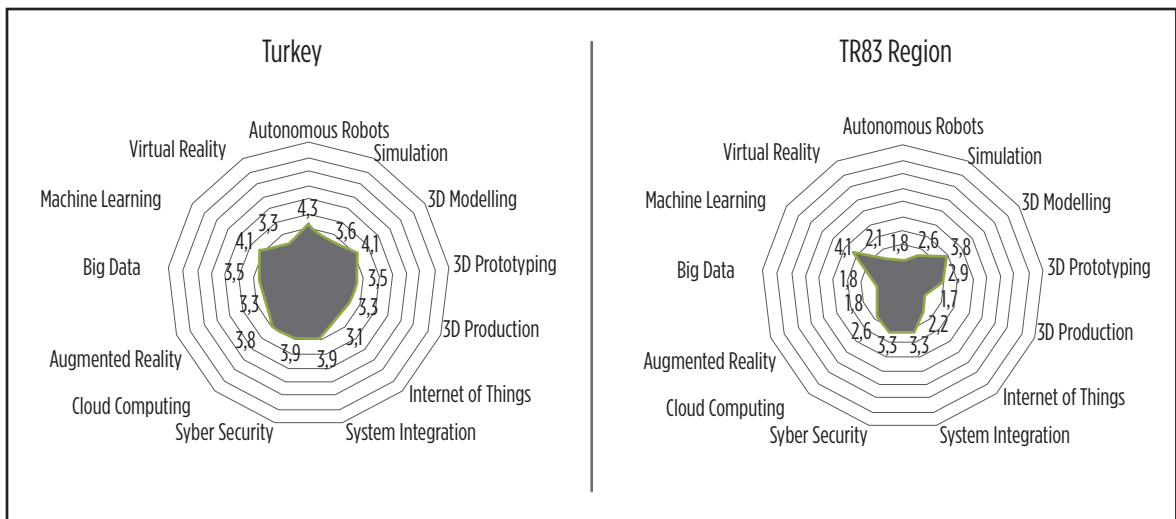 Turkey
Autonomous Robots
Simulation
3D Modelling
3D Prototyping
3D Production
Internet of Things
System Integration
Syber Security
Cloud Computing
Augmented Reality
Big Data
Machine Learning
Virtual Reality
4,3
3,6
4,1
3,5
3,3
3,1
3,9
3,9
3,8
3,3
3,5
4,1
3,3
TR83 Region
Autonomous Robots
Simulation
3D Modelling
3D Prototyping
3D Production
Internet of Things
System Integration
Syber Security
Cloud Computing
Augmented Reality
Big Data
Machine Learning
Virtual Reality
1,8
2,6
3,8
2,9
1,7
2,2
3,3
3,3
2,6
1,8
1,8
4,1
2,1